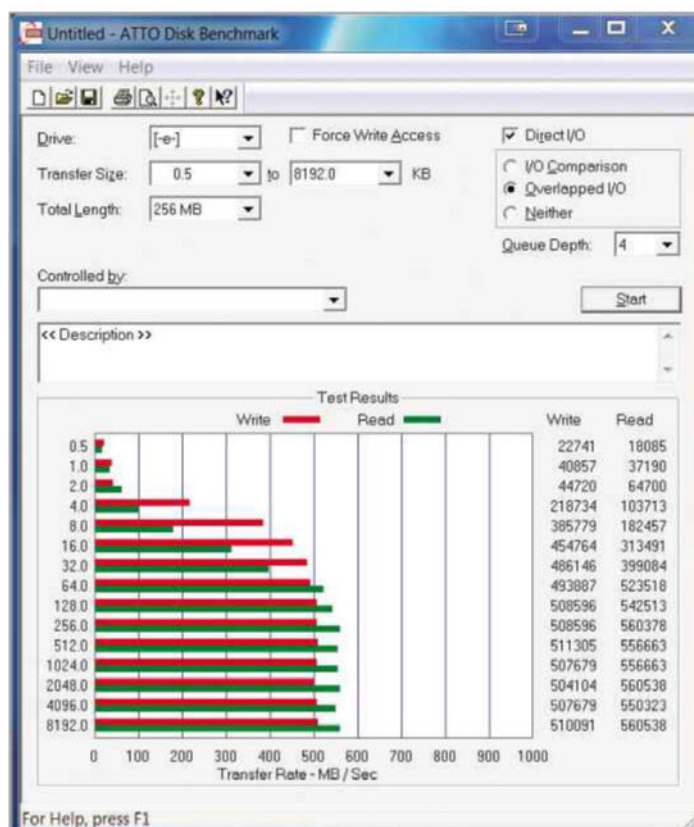 Untitled - ATTO Disk Benchmark
File View Help
Drive: [-e-] Force Write Access Direct I/O
Transfer Size: 0.5 to 8192.0 KB I/O Comparison
Overlapped I/O
Total Length: 256 MB Neither
Queue Depth: 4
Controlled by:
Start
<< Description >>
Test Results
Write Read Write Read
0.5 22741 18085
1.0 40857 37190
2.0 44720 64700
4.0 218734 103713
8.0 385779 182457
16.0 454764 313491
32.0 486146 399084
64.0 493887 523518
128.0 508596 542513
256.0 508596 560378
512.0 511305 556663
1024.0 507679 556663
2048.0 504104 560538
4096.0 507679 550323
8192.0 510091 560538
0 100 200 300 400 500 600 700 800 900 1000
Transfer Rate - MB / Sec
For Help, press F1